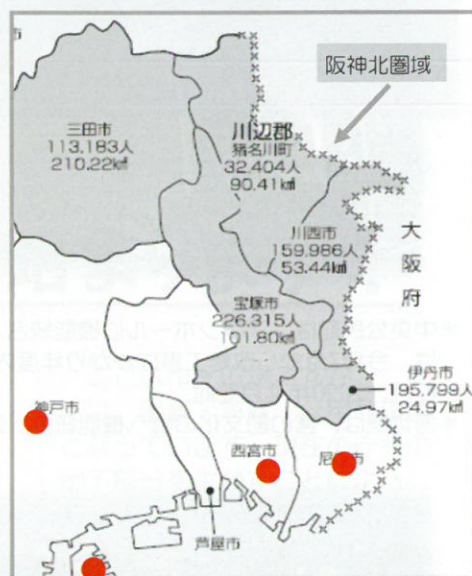 阪神北圏域
三田市
113,183人
210.22㎢
川辺郡
猪名川町
32,404人
90.41㎢
川西市
159,986人
53.44㎢
大阪府
宝塚市
226,315人
101.80㎢
伊丹市
195,799人
24.97㎢
神戸市
西宮市
尼 市
芦屋市